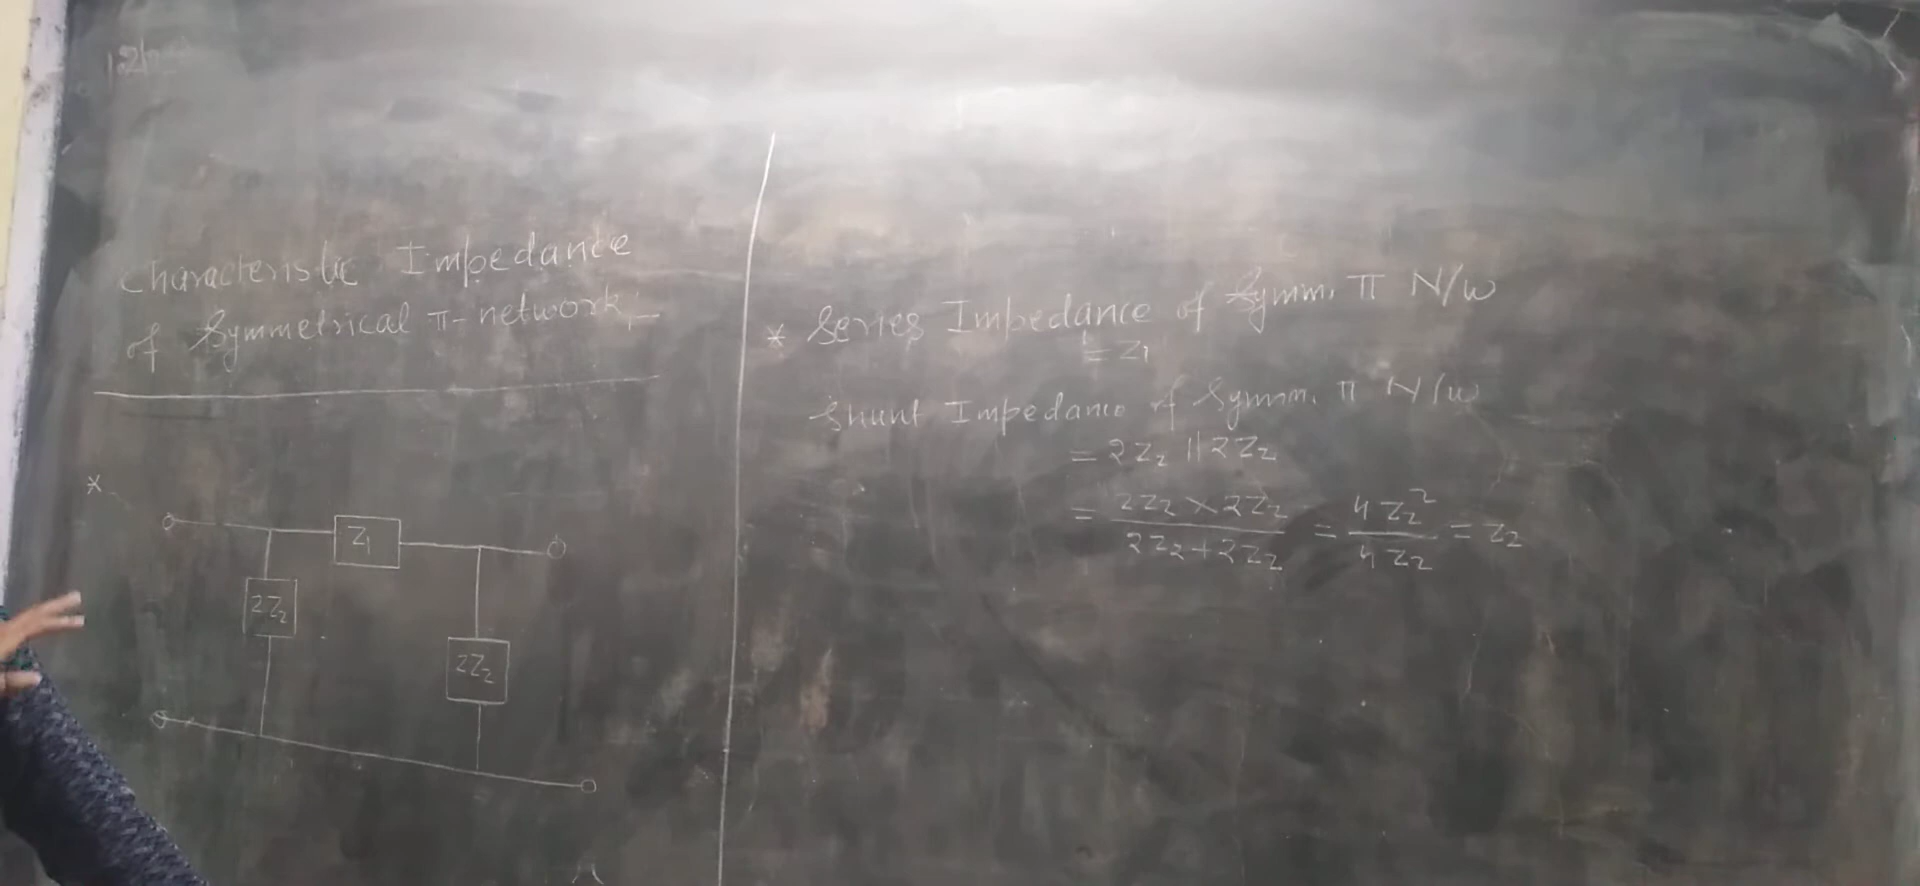 Characteristic Impedance
of Symmetrical π-network:-
*
Z₁
2Z₂
2Z₂
* Series Impedance of Symm. π N/w
= Z₁
Shunt Impedance of Symm. π N/w
= 2Z₂ || 2Z₂
= (2Z₂ × 2Z₂)/(2Z₂ + 2Z₂) = 4Z₂²/4Z₂ = Z₂